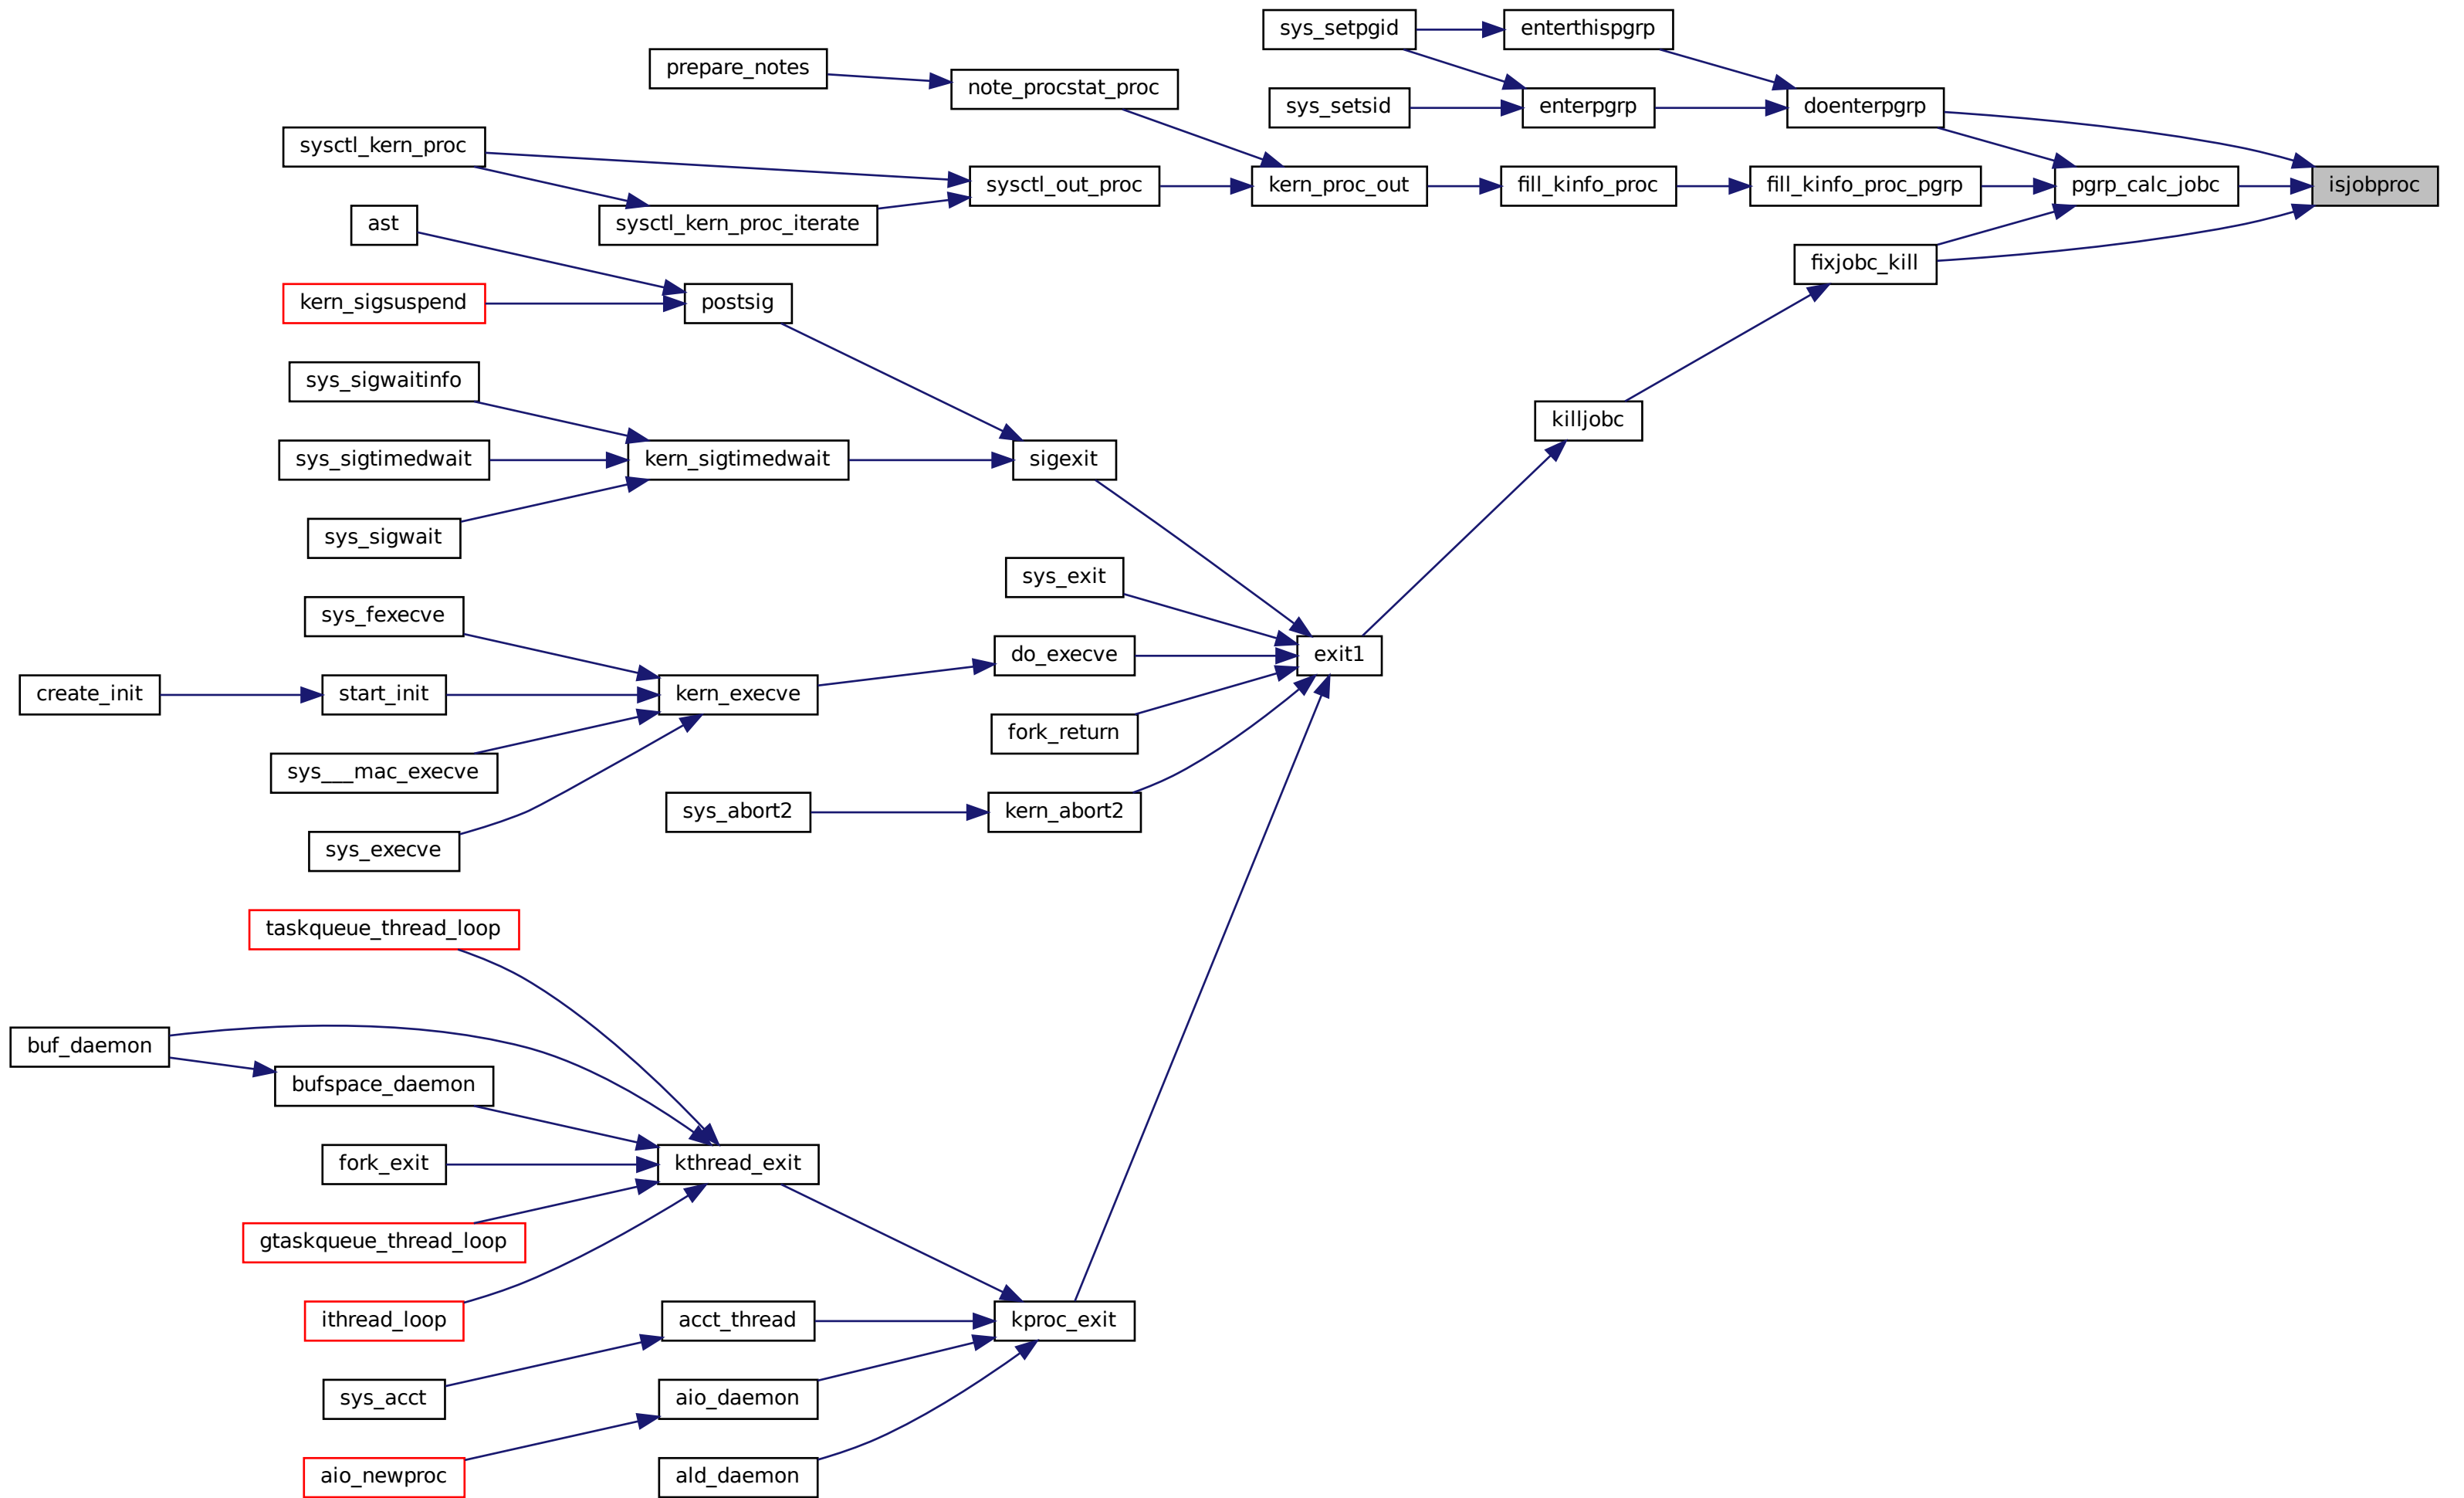 sys_setpgid
enterthispgrp
prepare_notes
note_procstat_proc
sys_setsid
enterpgrp
doenterpgrp
sysctl_kern_proc
sysctl_out_proc
kern_proc_out
fill_kinfo_proc
fill_kinfo_proc_pgrp
pgrp_calc_jobc
isjobproc
ast
sysctl_kern_proc_iterate
fixjobc_kill
kern_sigsuspend
postsig
sys_sigwaitinfo
killjobc
sys_sigtimedwait
kern_sigtimedwait
sigexit
sys_sigwait
sys_exit
sys_fexecve
do_execve
exit1
create_init
start_init
kern_execve
fork_return
sys___mac_execve
sys_abort2
kern_abort2
sys_execve
taskqueue_thread_loop
buf_daemon
bufspace_daemon
fork_exit
kthread_exit
gtaskqueue_thread_loop
ithread_loop
acct_thread
kproc_exit
sys_acct
aio_daemon
aio_newproc
ald_daemon